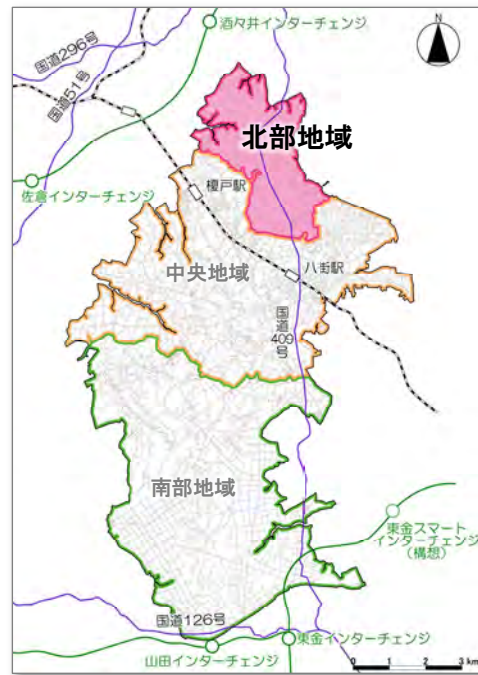 酒々井インターチェンジ
N
国道296号
国道51号
北部地域
榎戸駅
佐倉インターチェンジ
中央地域
八街駅
国道
409
号
南部地域
東金スマート
インターチェンジ
(構想)
国道126号
東金インターチェンジ
山田インターチェンジ
0 1 2 3 km